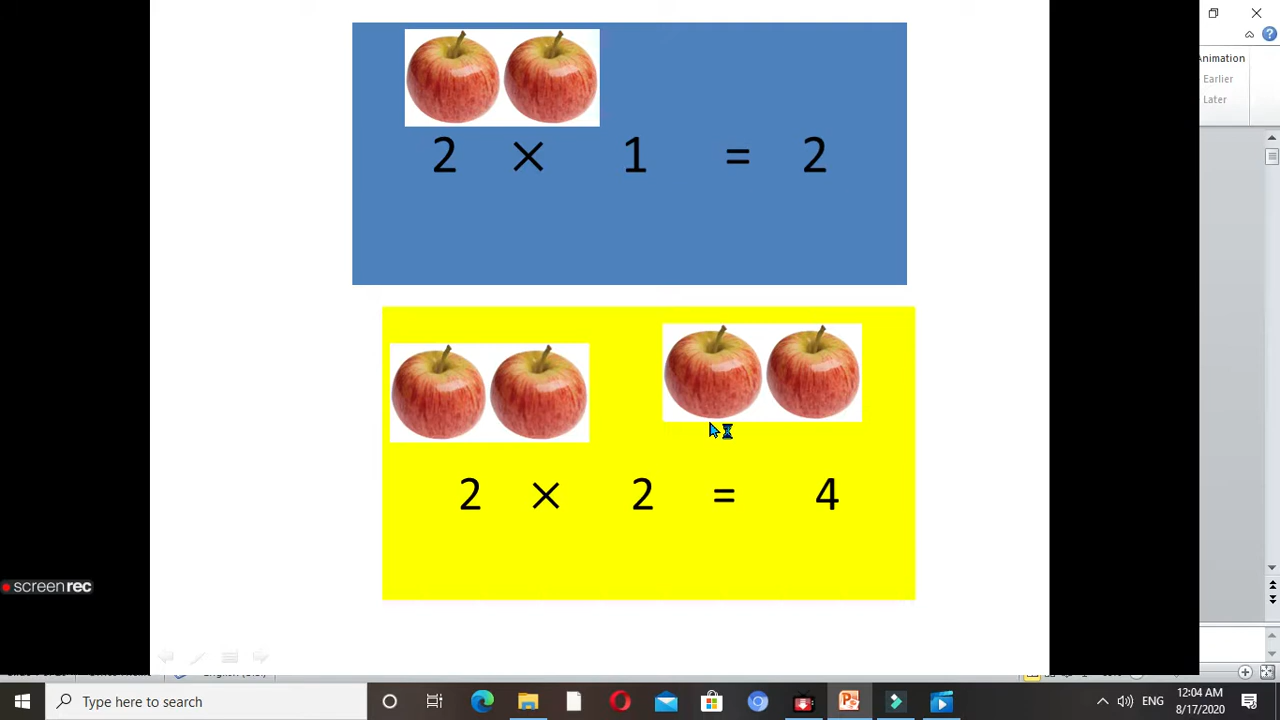 2 × 1 = 2
2 × 2 = 4
nimation
Earlier
Later
screenrec
Type here to search
ENG
12:04 AM
8/17/2020